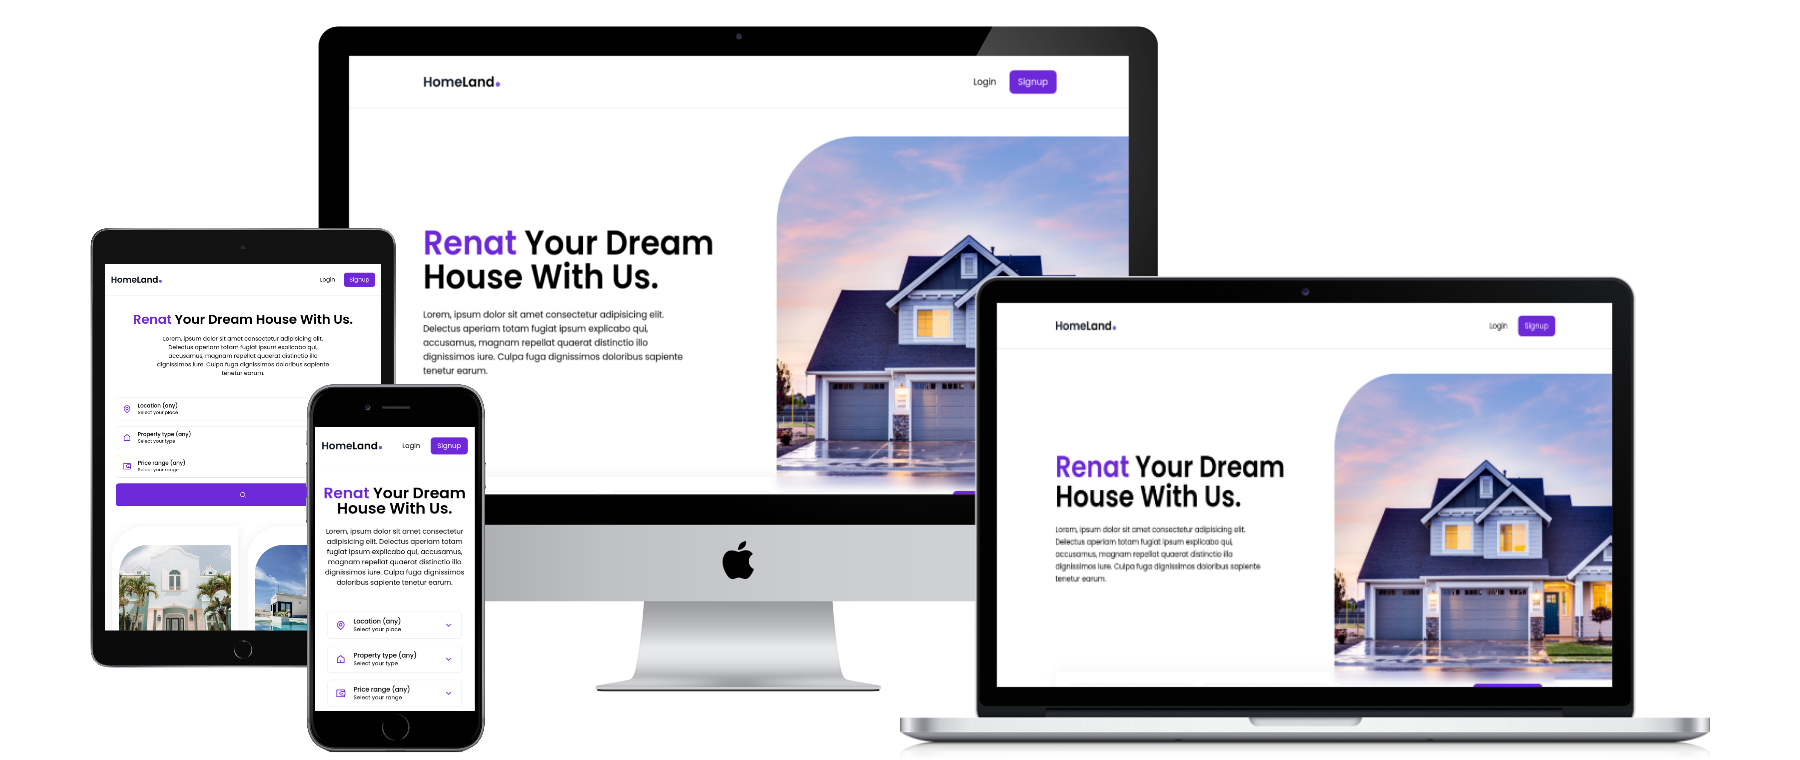 HomeLand.
Login
Signup
Renat Your Dream
House With Us.
Lorem, ipsum dolor sit amet consectetur adipisicing elit.
Delectus aperiam totam fugiat ipsum explicabo qui,
accusamus, magnam repellat quaerat distinctio illo
dignissimos iure. Culpa fuga dignissimos doloribus sapiente
tenetur earum.
HomeLand.
Login
Signup
Renat Your Dream House With Us.
Lorem, ipsum dolor sit amet consectetur adipisicing elit.
Delectus aperiam totam fugiat ipsum explicabo qui,
accusamus, magnam repellat quaerat distinctio illo
dignissimos iure. Culpa fuga dignissimos doloribus sapiente
tenetur earum.
Location (any)
Select your place
Property type (any)
Select your type
Price range (any)
Select your range
HomeLand.
Login
Signup
Renat Your Dream
House With Us.
Lorem, ipsum dolor sit amet consectetur
adipisicing elit. Delectus aperiam totam
fugiat ipsum explicabo qui, accusamus,
magnam repellat quaerat distinctio illo
dignissimos iure. Culpa fuga dignissimos
doloribus sapiente tenetur earum.
Location (any)
Select your place
Property type (any)
Select your type
Price range (any)
Select your range
HomeLand.
Login
Signup
Renat Your Dream
House With Us.
Lorem, ipsum dolor sit amet consectetur adipisicing elit.
Delectus aperiam totam fugiat ipsum explicabo qui,
accusamus, magnam repellat quaerat distinctio illo
dignissimos iure. Culpa fuga dignissimos doloribus sapiente
tenetur earum.